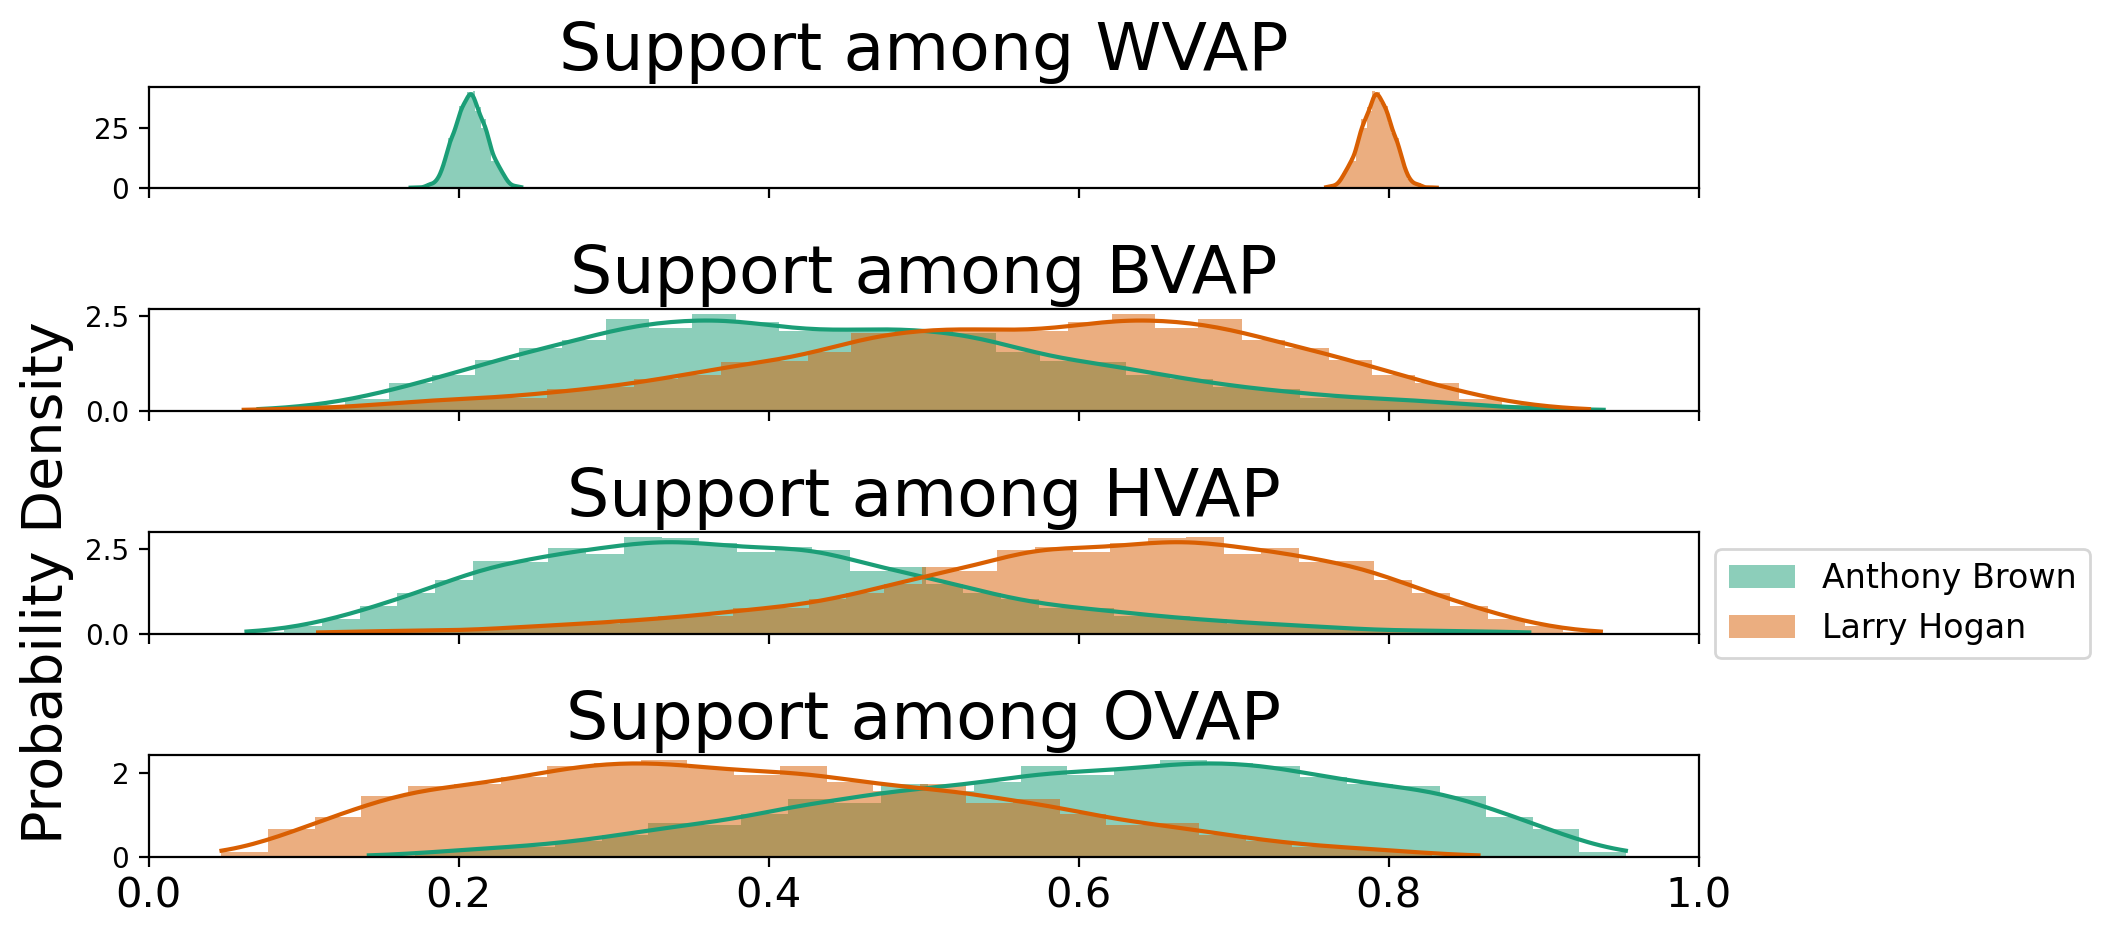 Support among WVAP
25
0
Support among BVAP
2.5
0.0
Support among HVAP
2.5
0.0
Anthony Brown
Larry Hogan
Support among OVAP
2
0
0.0 0.2 0.4 0.6 0.8 1.0
Probability Density